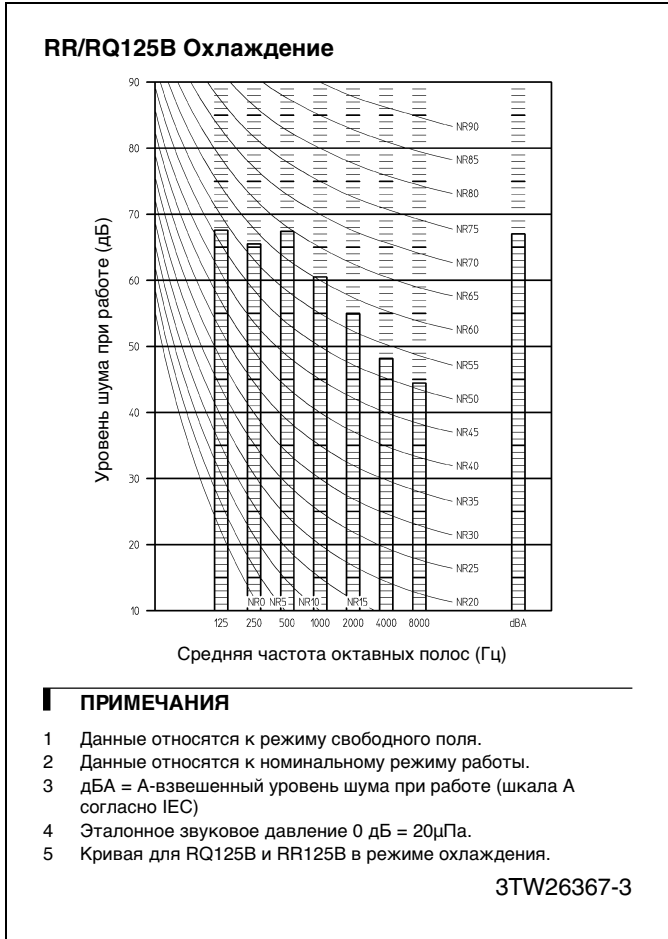 RR/RQ125B Охлаждение
90
80
70
60
50
40
30
20
10
Уровень шума при работе (дБ)
NR90
NR85
NR80
NR75
NR70
NR65
NR60
NR55
NR50
NR45
NR40
NR35
NR30
NR25
NR20
NR0 NR5 NR10 NR15
125 250 500 1000 2000 4000 8000 dBA
Средняя частота октавных полос (Гц)
ПРИМЕЧАНИЯ
1 Данные относятся к режиму свободного поля.
2 Данные относятся к номинальному режиму работы.
3 дБА = А-взвешенный уровень шума при работе (шкала А
согласно IEC)
4 Эталонное звуковое давление 0 дБ = 20μПа.
5 Кривая для RQ125B и RR125B в режиме охлаждения.
3TW26367-3